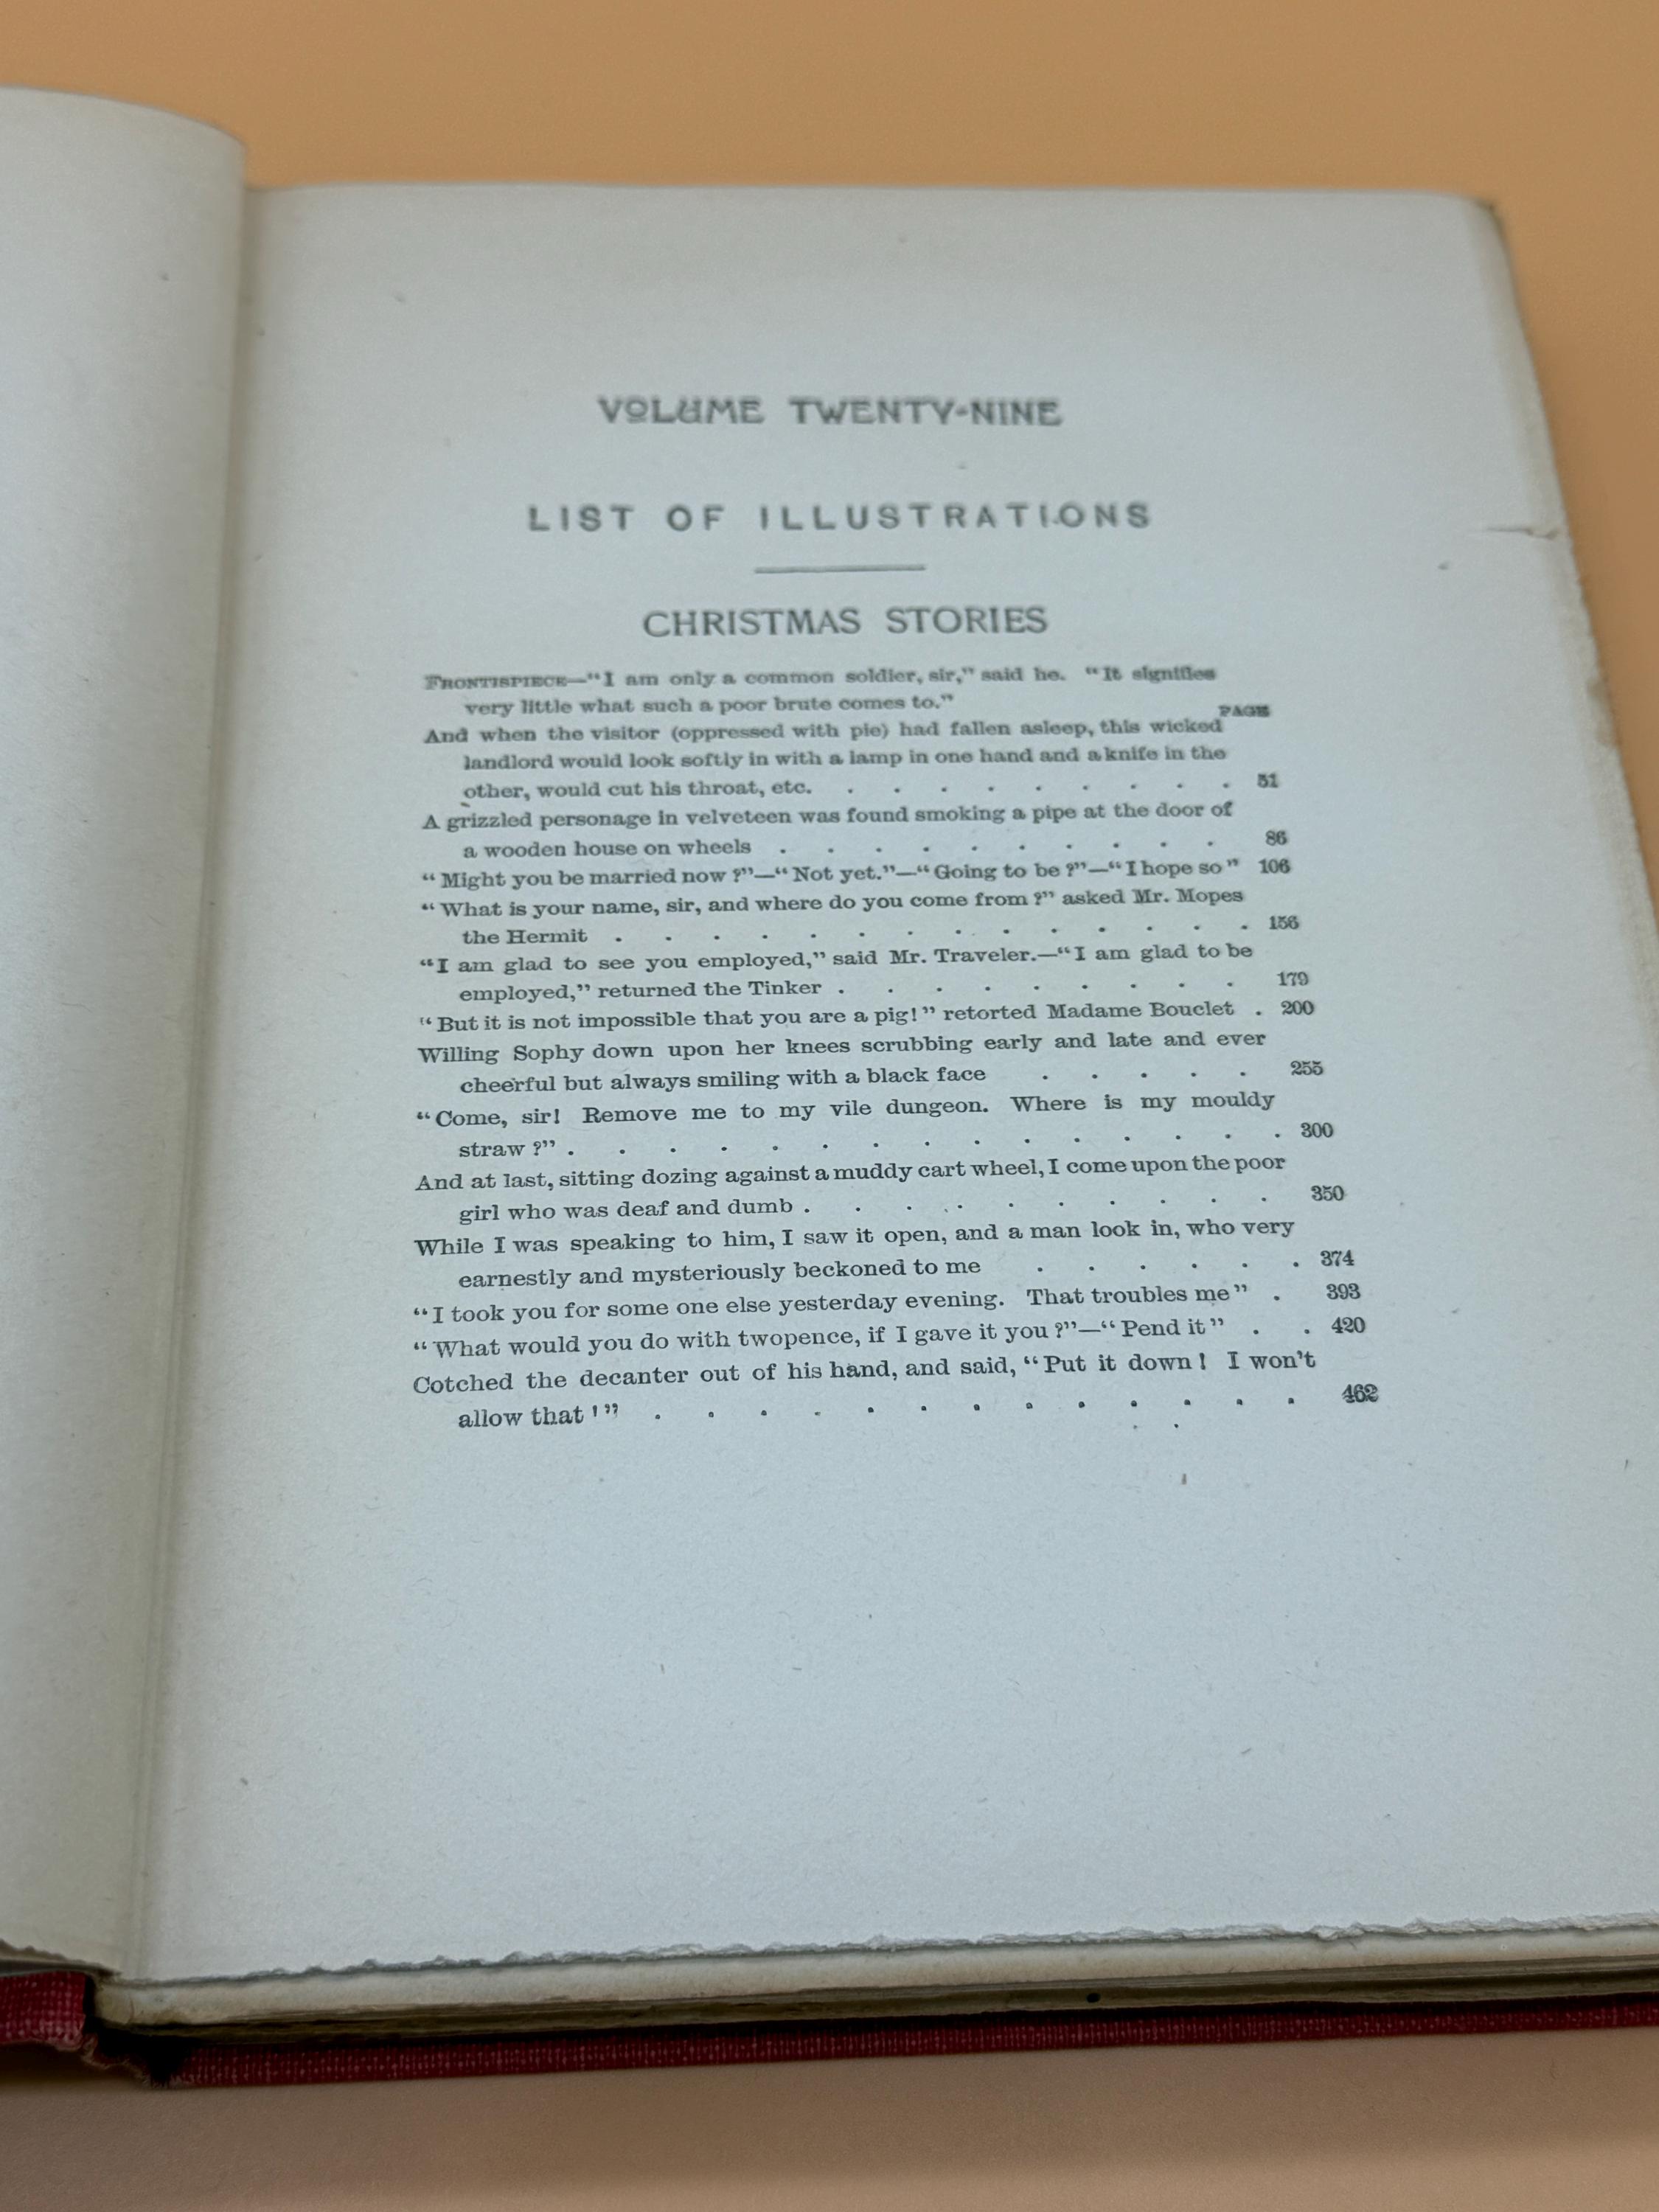 VOLUME TWENTY-NINE
LIST OF ILLUSTRATIONS
CHRISTMAS STORIES
FRONTISPIECE—"I am only a common soldier, sir," said he. "It signifies
very little what such a poor brute comes to."
PAGE
And when the visitor (oppressed with pie) had fallen asleep, this wicked
landlord would look softly in with a lamp in one hand and a knife in the
other, would cut his throat, etc. . . . . . . . . . 51
A grizzled personage in velveteen was found smoking a pipe at the door of
a wooden house on wheels . . . . . . . . . . 86
"Might you be married now?"—"Not yet."—"Going to be?"—"I hope so" 106
"What is your name, sir, and where do you come from?" asked Mr. Mopes
the Hermit . . . . . . . . . . . . . . 156
"I am glad to see you employed," said Mr. Traveler.—"I am glad to be
employed," returned the Tinker . . . . . . . . . 179
"But it is not impossible that you are a pig!" retorted Madame Bouclet . 200
Willing Sophy down upon her knees scrubbing early and late and ever
cheerful but always smiling with a black face . . . . . 255
"Come, sir! Remove me to my vile dungeon. Where is my mouldy
straw?" . . . . . . . . . . . . . . . 300
And at last, sitting dozing against a muddy cart wheel, I come upon the poor
girl who was deaf and dumb . . . . . . . . . . 350
While I was speaking to him, I saw it open, and a man look in, who very
earnestly and mysteriously beckoned to me . . . . . . 374
"I took you for some one else yesterday evening. That troubles me" . 393
"What would you do with twopence, if I gave it you?"—"Pend it" . . 420
Cotched the decanter out of his hand, and said, "Put it down! I won't
allow that!" . . . . . . . . . . . . . 462